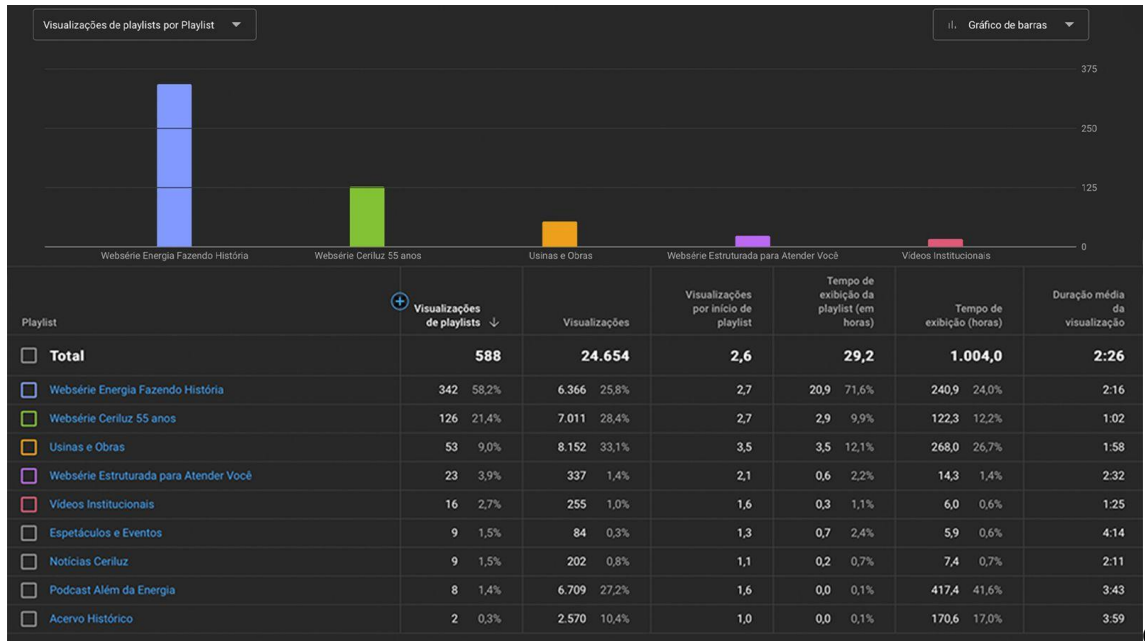 Visualizações de playlists por Playlist
Gráfico de barras
375
250
125
0
Websérie Energia Fazendo História Websérie Ceriluz 55 anos Usinas e Obras Websérie Estruturada para Atender Você Vídeos Institucionais
Playlist
Visualizações
de playlists ↓
Visualizações
Visualizações
por início de
playlist
Tempo de
exibição da
playlist (em
horas)
Tempo de
exibição (horas)
Duração média
da
visualização
Total 588 24.654 2,6 29,2 1.004,0 2:26
Websérie Energia Fazendo História 342 58,2% 6.366 25,8% 2,7 20,9 71,6% 240,9 24,0% 2:16
Websérie Ceriluz 55 anos 126 21,4% 7.011 28,4% 2,7 2,9 9,9% 122,3 12,2% 1:02
Usinas e Obras 53 9,0% 8.152 33,1% 3,5 3,5 12,1% 268,0 26,7% 1:58
Websérie Estruturada para Atender Você 23 3,9% 337 1,4% 2,1 0,6 2,2% 14,3 1,4% 2:32
Vídeos Institucionais 16 2,7% 255 1,0% 1,6 0,3 1,1% 6,0 0,6% 1:25
Espetáculos e Eventos 9 1,5% 84 0,3% 1,3 0,7 2,4% 5,9 0,6% 4:14
Notícias Ceriluz 9 1,5% 202 0,8% 1,1 0,2 0,7% 7,4 0,7% 2:11
Podcast Além da Energia 8 1,4% 6.709 27,2% 1,6 0,0 0,1% 417,4 41,6% 3:43
Acervo Histórico 2 0,3% 2.570 10,4% 1,0 0,0 0,1% 170,6 17,0% 3:59